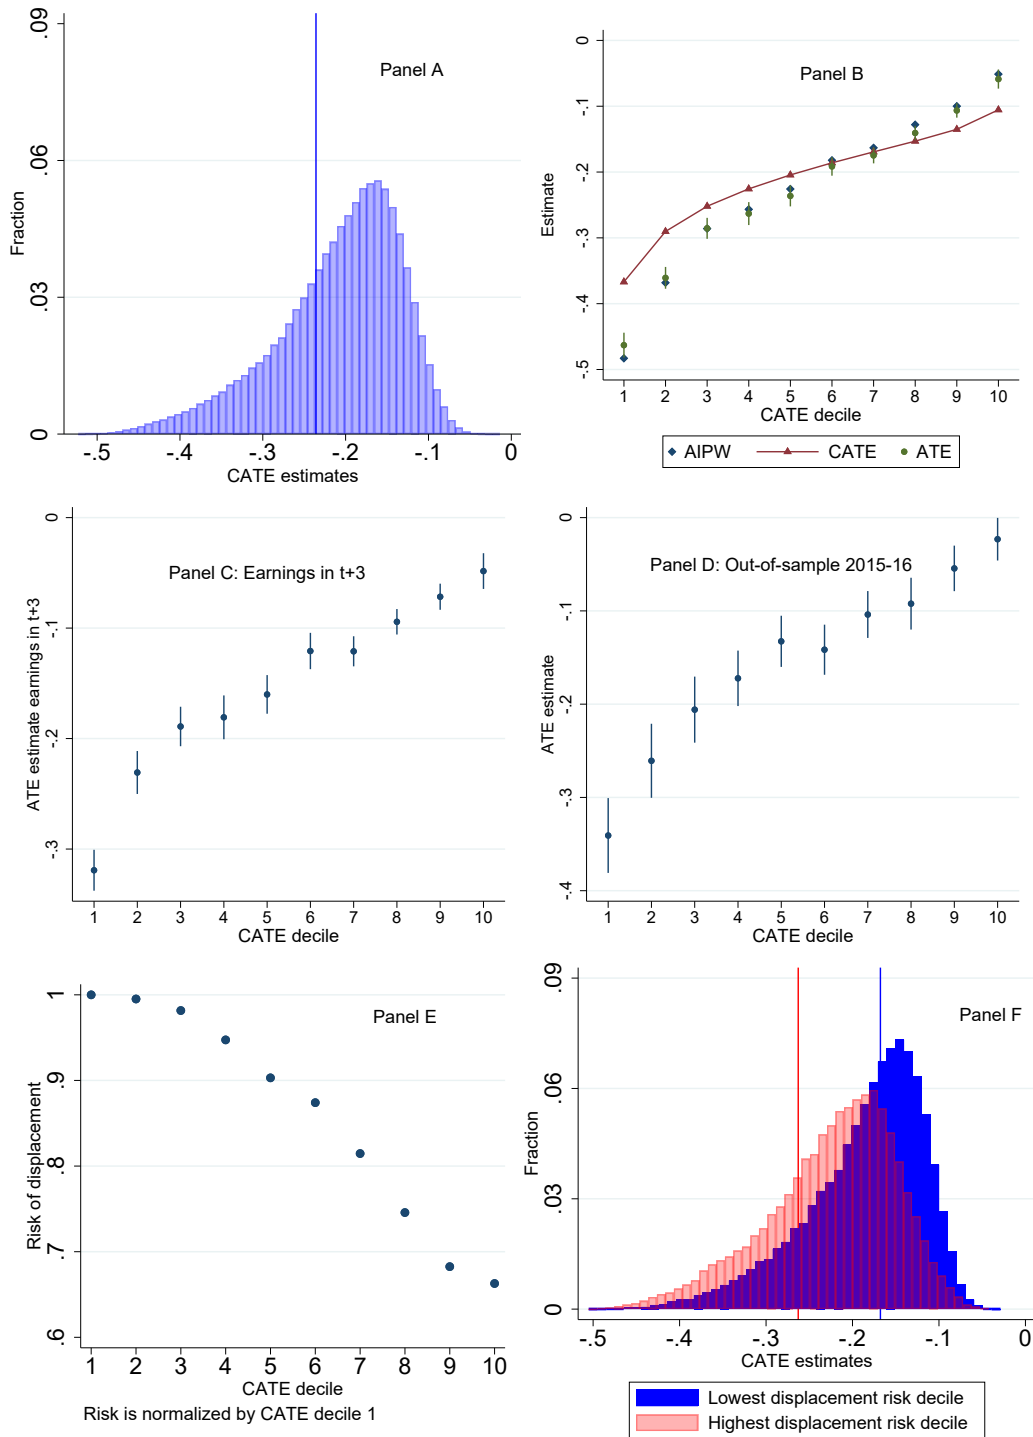 Panel A
Fraction
.09
.06
.03
0
-.5 -.4 -.3 -.2 -.1 0
CATE estimates
Panel B
Estimate
0
-.1
-.2
-.3
-.4
-.5
1 2 3 4 5 6 7 8 9 10
CATE decile
AIPW CATE ATE
Panel C: Earnings in t+3
ATE estimate earnings in t+3
0
-.1
-.2
-.3
1 2 3 4 5 6 7 8 9 10
CATE decile
Panel D: Out-of-sample 2015-16
ATE estimate
0
-.1
-.2
-.3
-.4
1 2 3 4 5 6 7 8 9 10
CATE decile
Panel E
Risk of displacement
1
.9
.8
.7
.6
1 2 3 4 5 6 7 8 9 10
CATE decile
Risk is normalized by CATE decile 1
Panel F
Fraction
.09
.06
.03
0
-.5 -.4 -.3 -.2 -.1 0
CATE estimates
Lowest displacement risk decile
Highest displacement risk decile